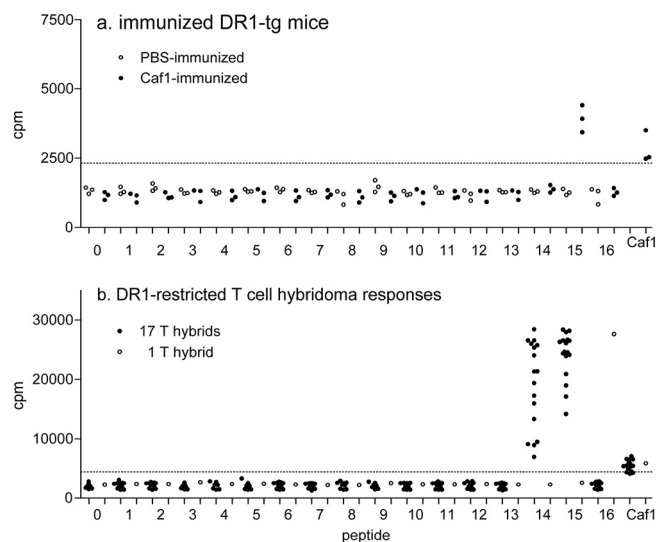 a. immunized DR1-tg mice
7500
5000
2500
0
cpm
PBS-immunized
Caf1-immunized
0 1 2 3 4 5 6 7 8 9 10 11 12 13 14 15 16 Caf1
b. DR1-restricted T cell hybridoma responses
30000
20000
10000
0
cpm
17 T hybrids
1 T hybrid
0 1 2 3 4 5 6 7 8 9 10 11 12 13 14 15 16 Caf1
peptide